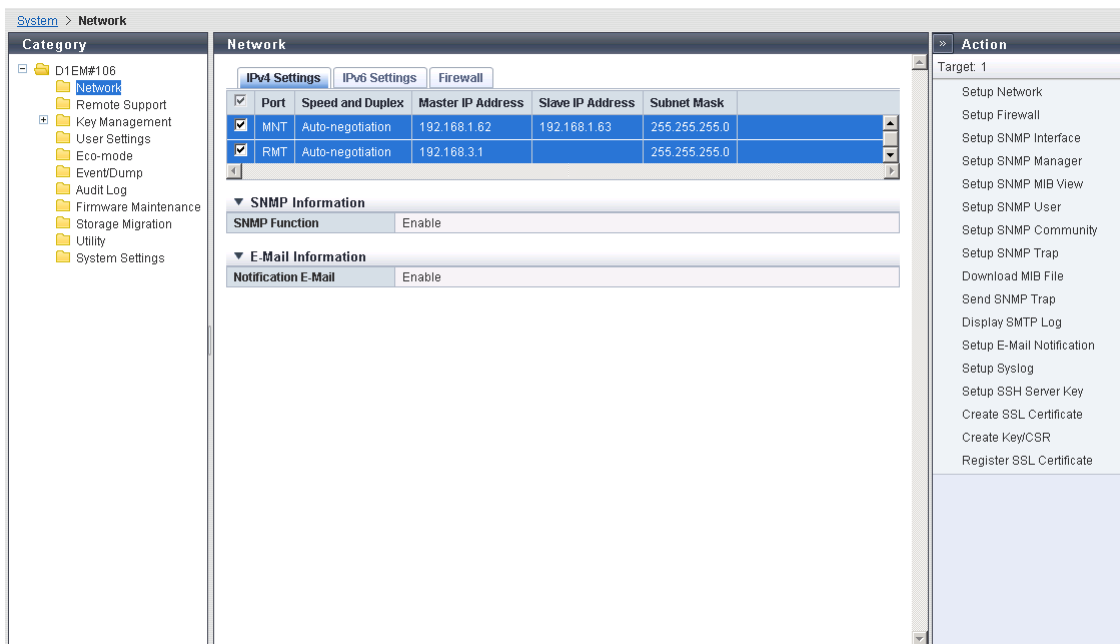 System > Network
Category
D1EM#106
Network
Remote Support
Key Management
User Settings
Eco-mode
Event/Dump
Audit Log
Firmware Maintenance
Storage Migration
Utility
System Settings
Network
IPv4 Settings IPv6 Settings Firewall
Port Speed and Duplex Master IP Address Slave IP Address Subnet Mask
MNT Auto-negotiation 192.168.1.62 192.168.1.63 255.255.255.0
RMT Auto-negotiation 192.168.3.1 255.255.255.0
▼ SNMP Information
SNMP Function Enable
▼ E-Mail Information
Notification E-Mail Enable
» Action
Target: 1
Setup Network
Setup Firewall
Setup SNMP Interface
Setup SNMP Manager
Setup SNMP MIB View
Setup SNMP User
Setup SNMP Community
Setup SNMP Trap
Download MIB File
Send SNMP Trap
Display SMTP Log
Setup E-Mail Notification
Setup Syslog
Setup SSH Server Key
Create SSL Certificate
Create Key/CSR
Register SSL Certificate